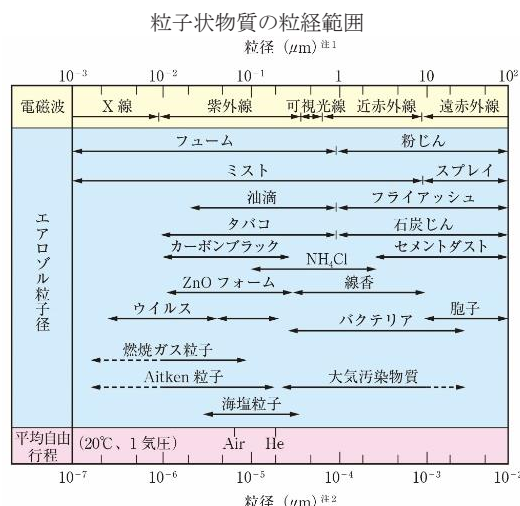 粒子状物質の粒経範囲
粒径 (μm)注1
10⁻³ 10⁻² 10⁻¹ 1 10 10²
電磁波 X 線 紫外線 可視光線 近赤外線 遠赤外線
エアロゾル粒子径
フューム 粉じん
ミスト スプレイ
油滴 フライアッシュ
タバコ 石炭じん
カーボンブラック セメントダスト
NH₄Cl
ZnO フォーム 線香
ウイルス 胞子
バクテリア
燃焼ガス粒子
Aitken 粒子 大気汚染物質
海塩粒子
平均自由行程 (20℃、1 気圧) Air He
10⁻⁷ 10⁻⁶ 10⁻⁵ 10⁻⁴ 10⁻³ 10⁻²
粒径 (μm)注2